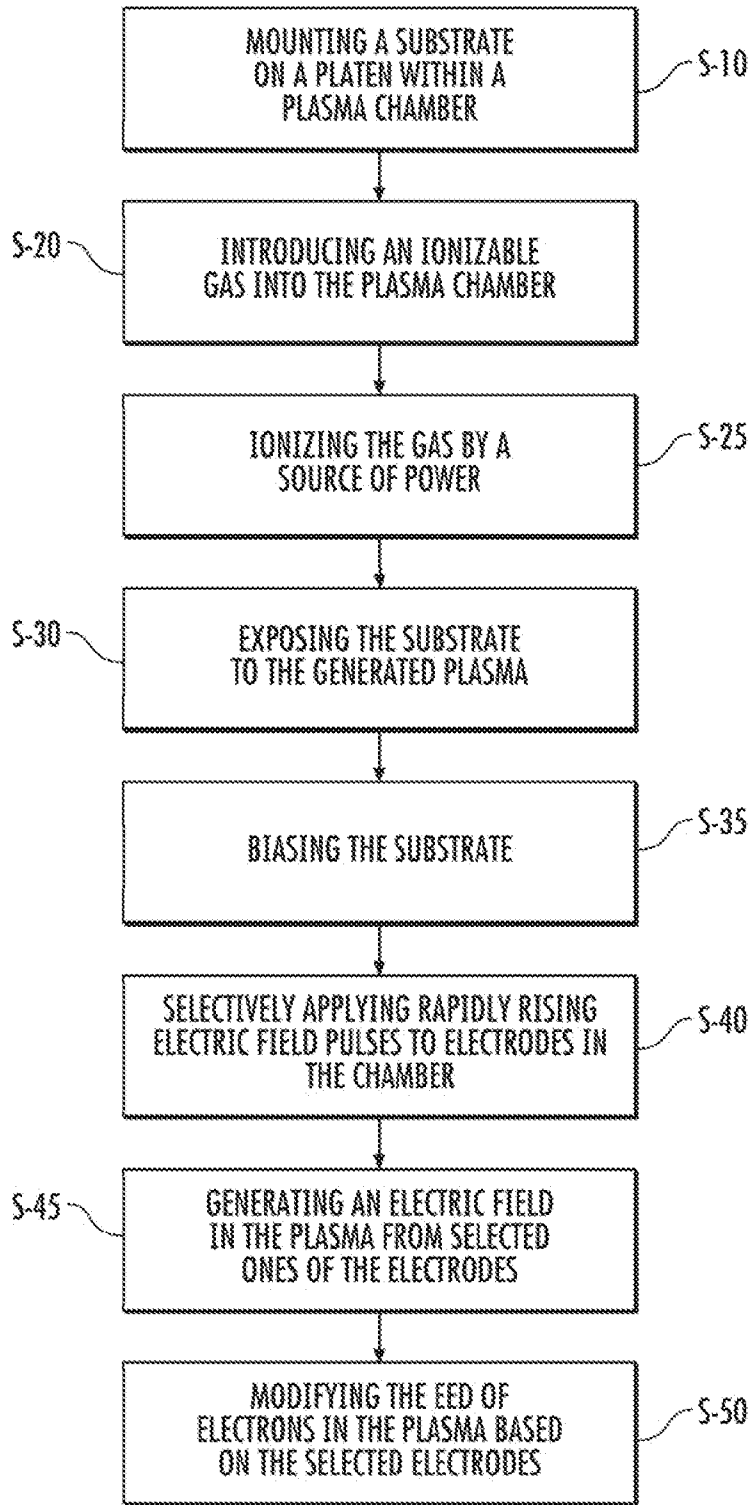 MOUNTING A SUBSTRATE
ON A PLATEN WITHIN A
PLASMA CHAMBER
S-10
S-20
INTRODUCING AN IONIZABLE
GAS INTO THE PLASMA CHAMBER
IONIZING THE GAS BY A
SOURCE OF POWER
S-25
S-30
EXPOSING THE SUBSTRATE
TO THE GENERATED PLASMA
BIASING THE SUBSTRATE
S-35
SELECTIVELY APPLYING RAPIDLY RISING
ELECTRIC FIELD PULSES TO ELECTRODES IN
THE CHAMBER
S-40
S-45
GENERATING AN ELECTRIC FIELD
IN THE PLASMA FROM SELECTED
ONES OF THE ELECTRODES
MODIFYING THE EED OF
ELECTRONS IN THE PLASMA BASED
ON THE SELECTED ELECTRODES
S-50